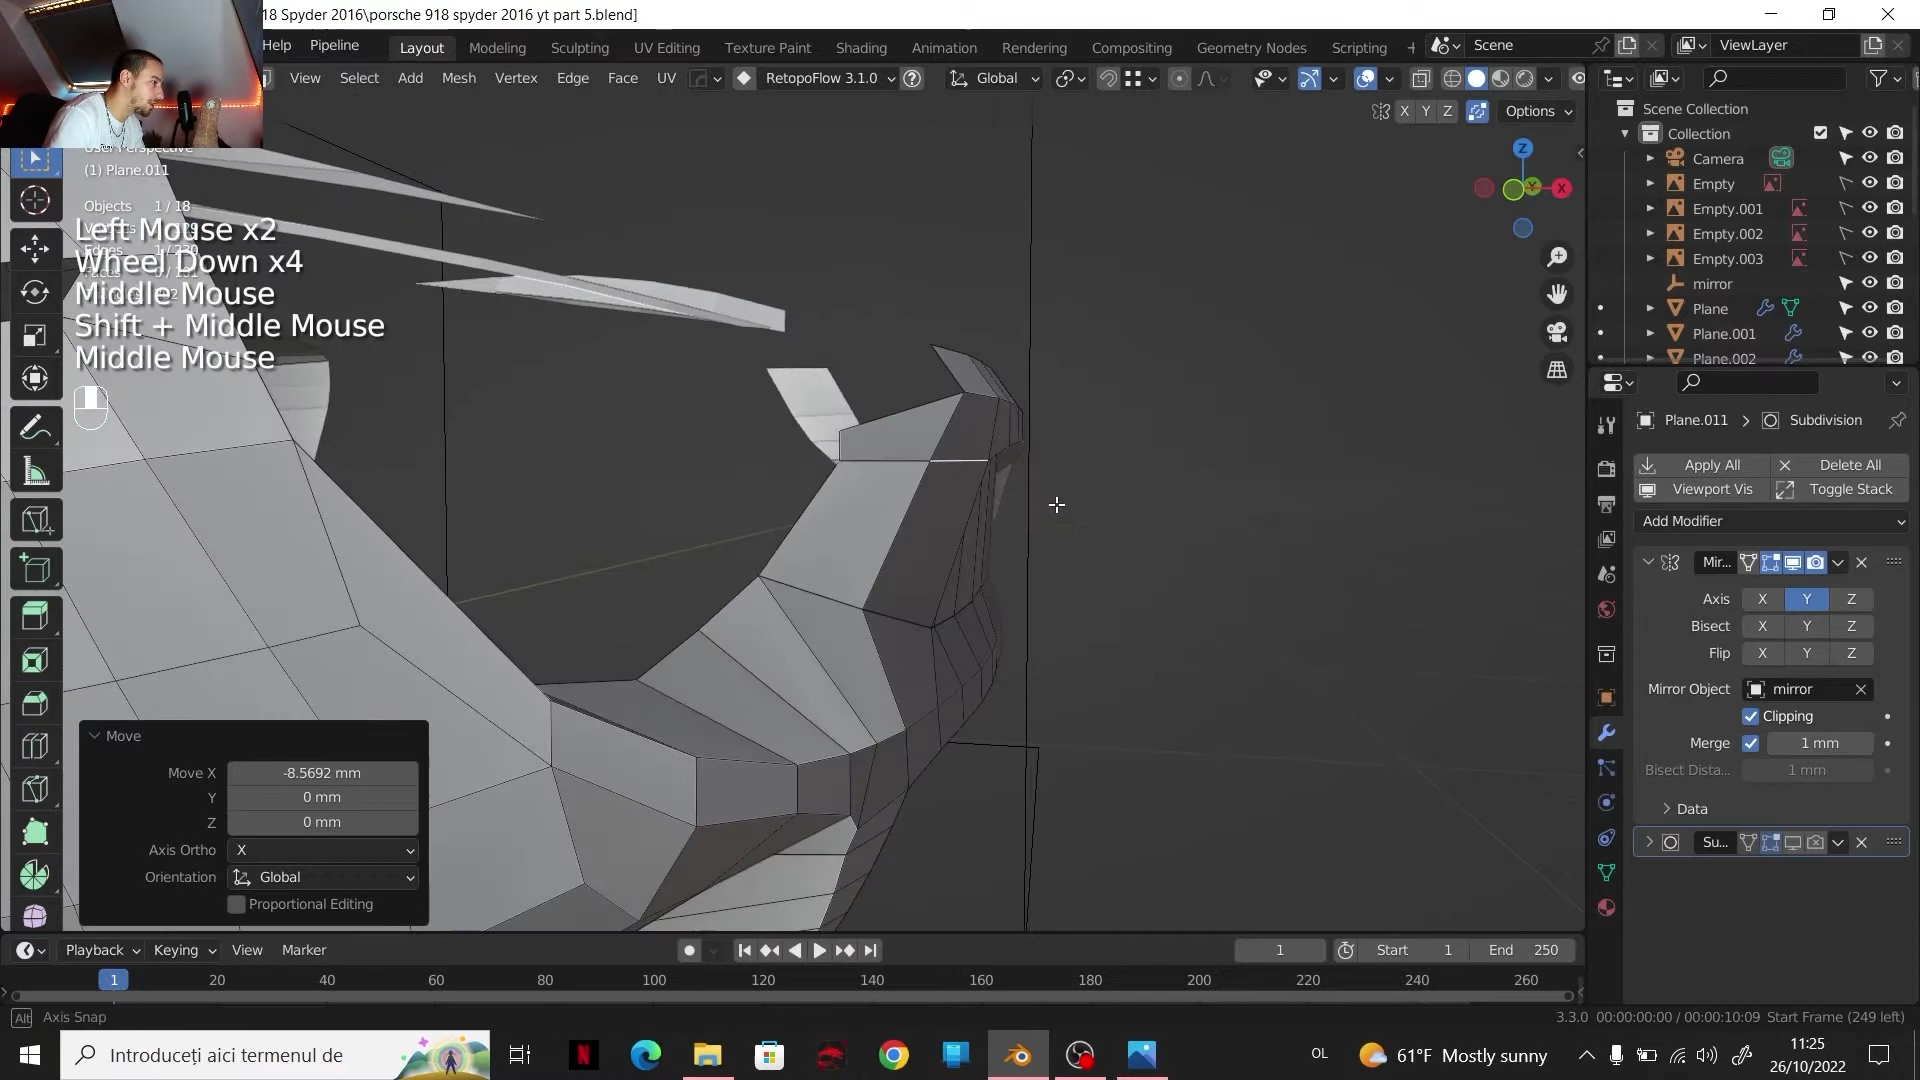 18 Spyder 2016\porsche 918 spyder 2016 yt part 5.blend]
Help Pipeline Layout Modeling Sculpting UV Editing Texture Paint Shading Animation Rendering Compositing Geometry Nodes Scripting Scene ViewLayer
View Select Add Mesh Vertex Edge Face UV RetopoFlow 3.1.0 Global
X Y Z Options
User Perspective
(1) Plane.011
Objects 1 / 18
Left Mouse x2
Edges
Wheel Down x4
Middle Mouse
Shift + Middle Mouse
Middle Mouse
Z
Y
X
Scene Collection
Collection
Camera
Empty
Empty.001
Empty.002
Empty.003
mirror
Plane
Plane.001
Plane.002
Plane.011 > Subdivision
Apply All Delete All
Viewport Vis Toggle Stack
Add Modifier
Mir...
Axis X Y Z
Bisect X Y Z
Flip X Y Z
Mirror Object mirror
Clipping
Merge 1 mm
Bisect Dista... 1 mm
Data
Su...
Move
Move X -8.5692 mm
Y 0 mm
Z 0 mm
Axis Ortho X
Orientation Global
Proportional Editing
Playback Keying View Marker 1 Start 1 End 250
1 20 40 60 80 100 120 140 160 180 200 220 240 260
Alt Axis Snap 3.3.0 00:00:00:00 / 00:00:10:09 Start Frame (249 left)
Introduceți aici termenul de
OL
61°F Mostly sunny
11:25
26/10/2022